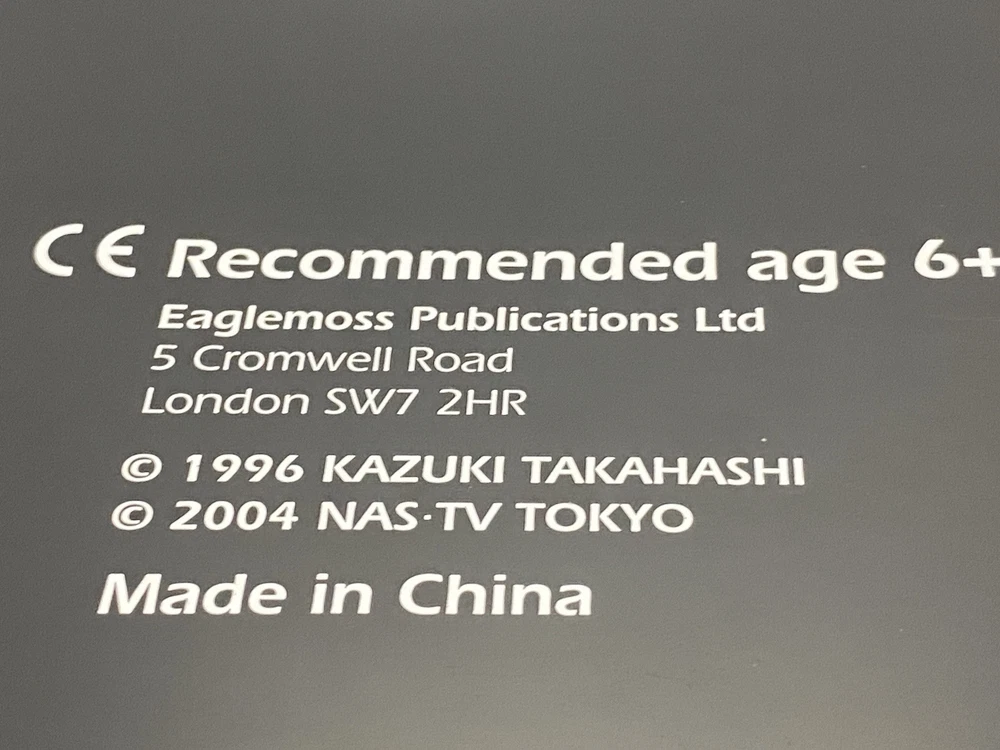 CE Recommended age 6+
Eaglemoss Publications Ltd
5 Cromwell Road
London SW7 2HR
© 1996 KAZUKI TAKAHASHI
© 2004 NAS·TV TOKYO
Made in China